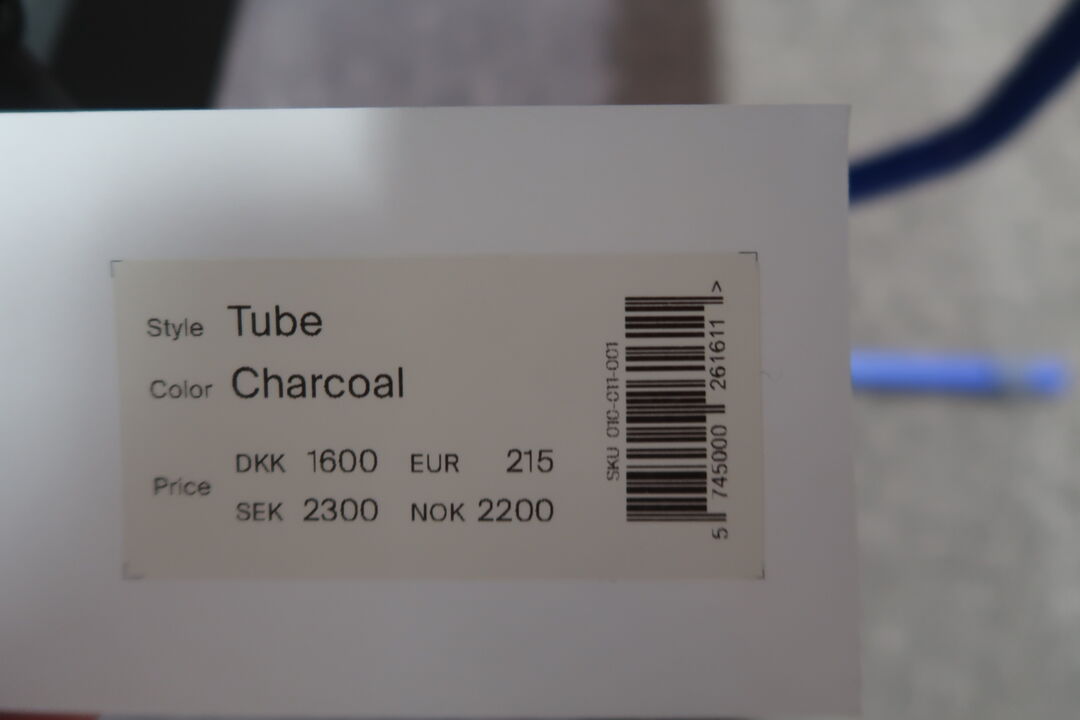 Style Tube
Color Charcoal
Price
DKK 1600 EUR 215
SEK 2300 NOK 2200
SKU 010-011-001
5 745000 261611 >